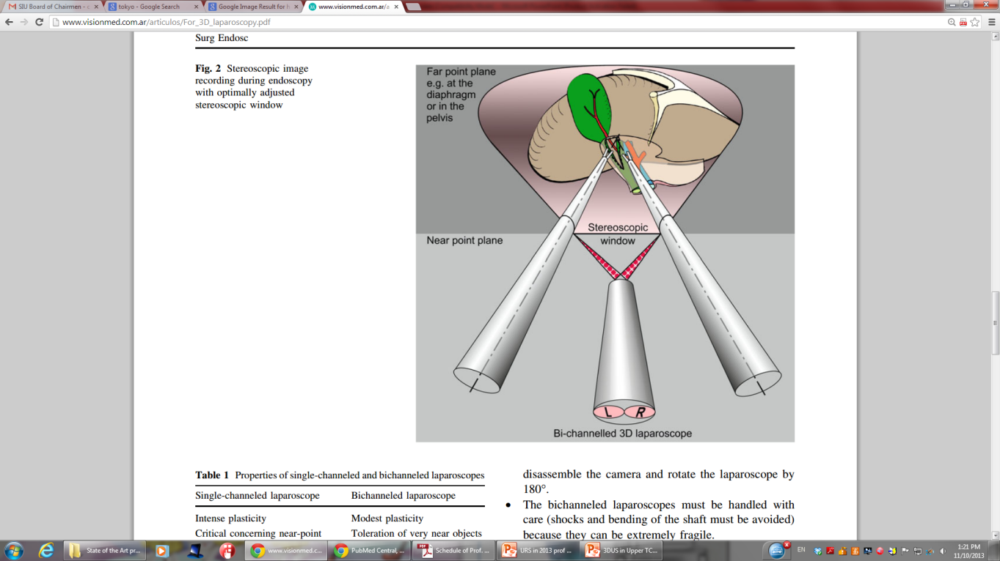 SIU Board of Chairmen - c
tokyo - Google Search
Google Image Result for h
www.visionmed.com.ar/a
www.visionmed.com.ar/articulos/For_3D_laparoscopy.pdf
Surg Endosc
Fig. 2 Stereoscopic image
recording during endoscopy
with optimally adjusted
stereoscopic window
Far point plane
e.g. at the
diaphragm
or in the
pelvis
Stereoscopic
window
Near point plane
L R
Bi-channelled 3D laparoscope
Table 1 Properties of single-channeled and bichanneled laparoscopes
Single-channeled laparoscope Bichanneled laparoscope
Intense plasticity Modest plasticity
Critical concerning near-point Toleration of very near objects
disassemble the camera and rotate the laparoscope by
180°.
• The bichanneled laparoscopes must be handled with
care (shocks and bending of the shaft must be avoided)
because they can be extremely fragile.
State of the Art pr...
www.visionmed.c...
PubMed Central, ...
Schedule of Prof. ...
URS in 2013 prof ...
3DUS in Upper TC...
EN
1:21 PM
11/10/2013